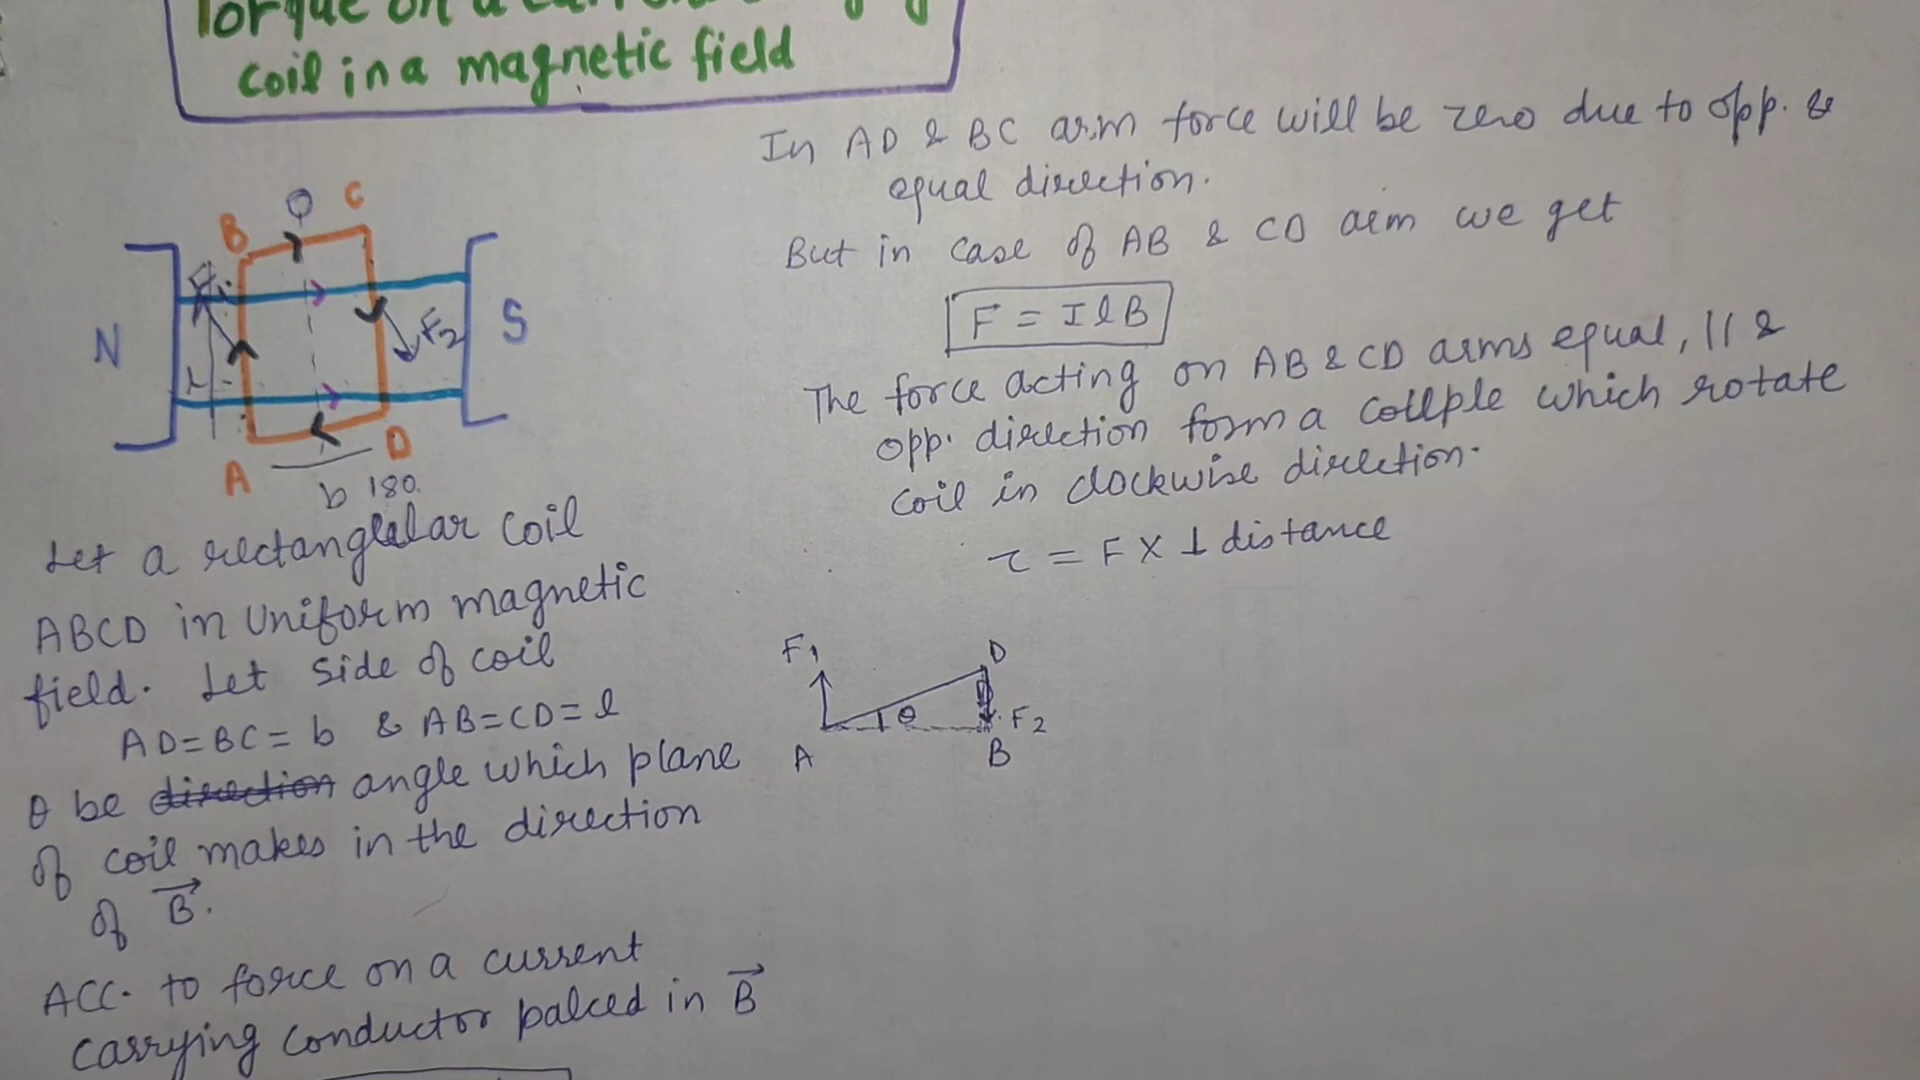 Torque on a
coil in a magnetic field
B
Q
C
N
F2
S
A
D
b 180.
Let a rectangular coil
ABCD in Uniform magnetic
field. Let side of coil
AD=BC= b & AB=CD= l
θ be direction angle which plane
of coil makes in the direction
of B⃗.
ACC. to force on a current
carrying conductor palced in B⃗
In AD & BC arm force will be zero due to opp. &
equal direction.
But in case of AB & CD arm we get
F = IlB
The force acting on AB & CD arms equal, || &
opp. direction form a couple which rotate
coil in clockwise direction.
τ = F X ⊥ distance
F1
D
θ
F2
A
B